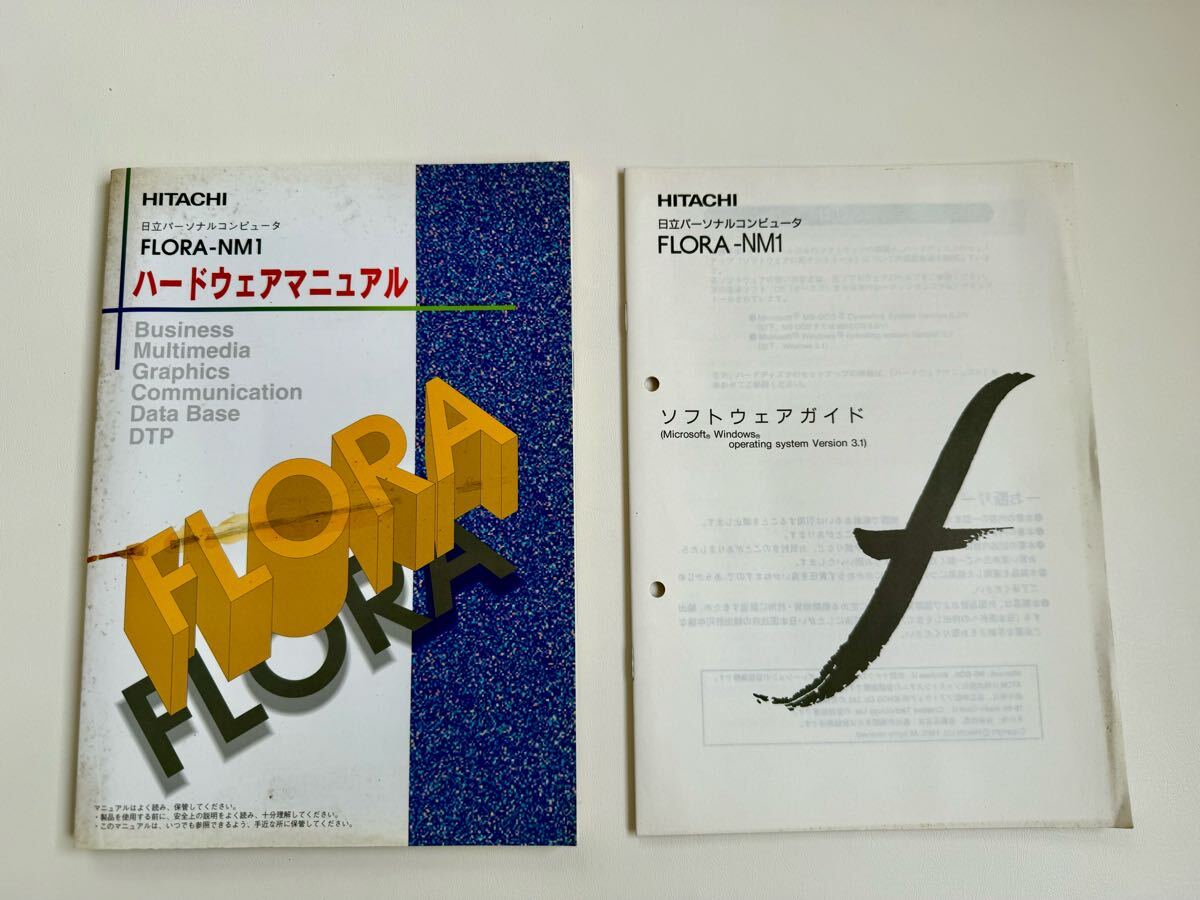 HITACHI
日立パーソナルコンピュータ
FLORA-NM1
ハードウェアマニュアル
Business
Multimedia
Graphics
Communication
Data Base
DTP
FLORA
FLORA
マニュアルはよく読み、保管してください。
・製品を使用する前に、安全上の説明をよく読み、十分理解してください。
・このマニュアルは、いつでも参照できるよう、手近な所に保管してください。
HITACHI
日立パーソナルコンピュータ
FLORA-NM1
ソフトウェアガイド
(Microsoft® Windows®
operating system Version 3.1)
f